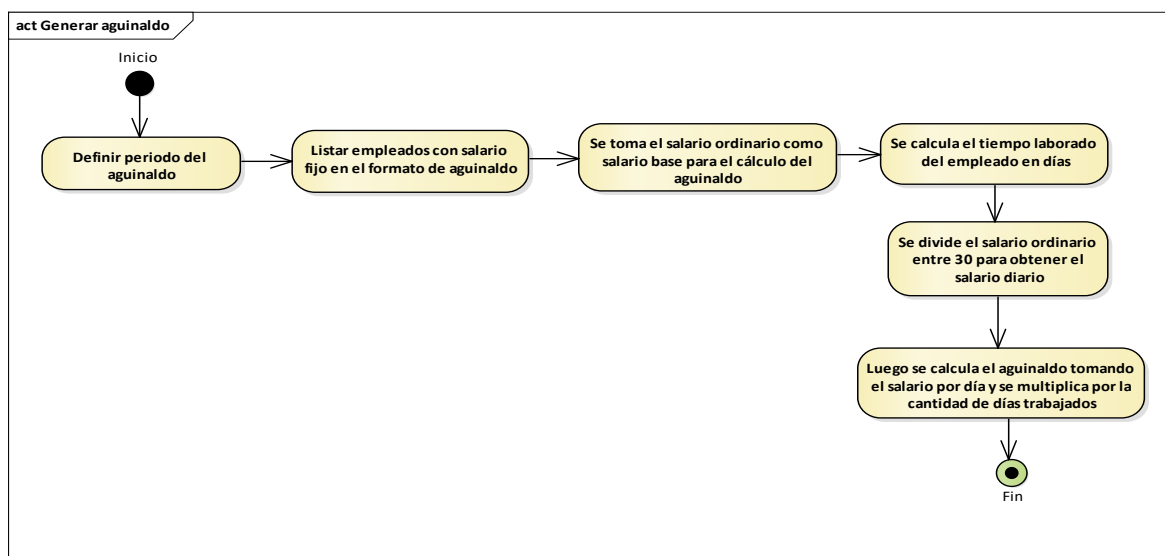 act Generar aguinaldo
Inicio
Definir periodo del
aguinaldo
Listar empleados con salario
fijo en el formato de aguinaldo
Se toma el salario ordinario como
salario base para el cálculo del
aguinaldo
Se calcula el tiempo laborado
del empleado en días
Se divide el salario ordinario
entre 30 para obtener el
salario diario
Luego se calcula el aguinaldo tomando
el salario por día y se multiplica por la
cantidad de días trabajados
Fin